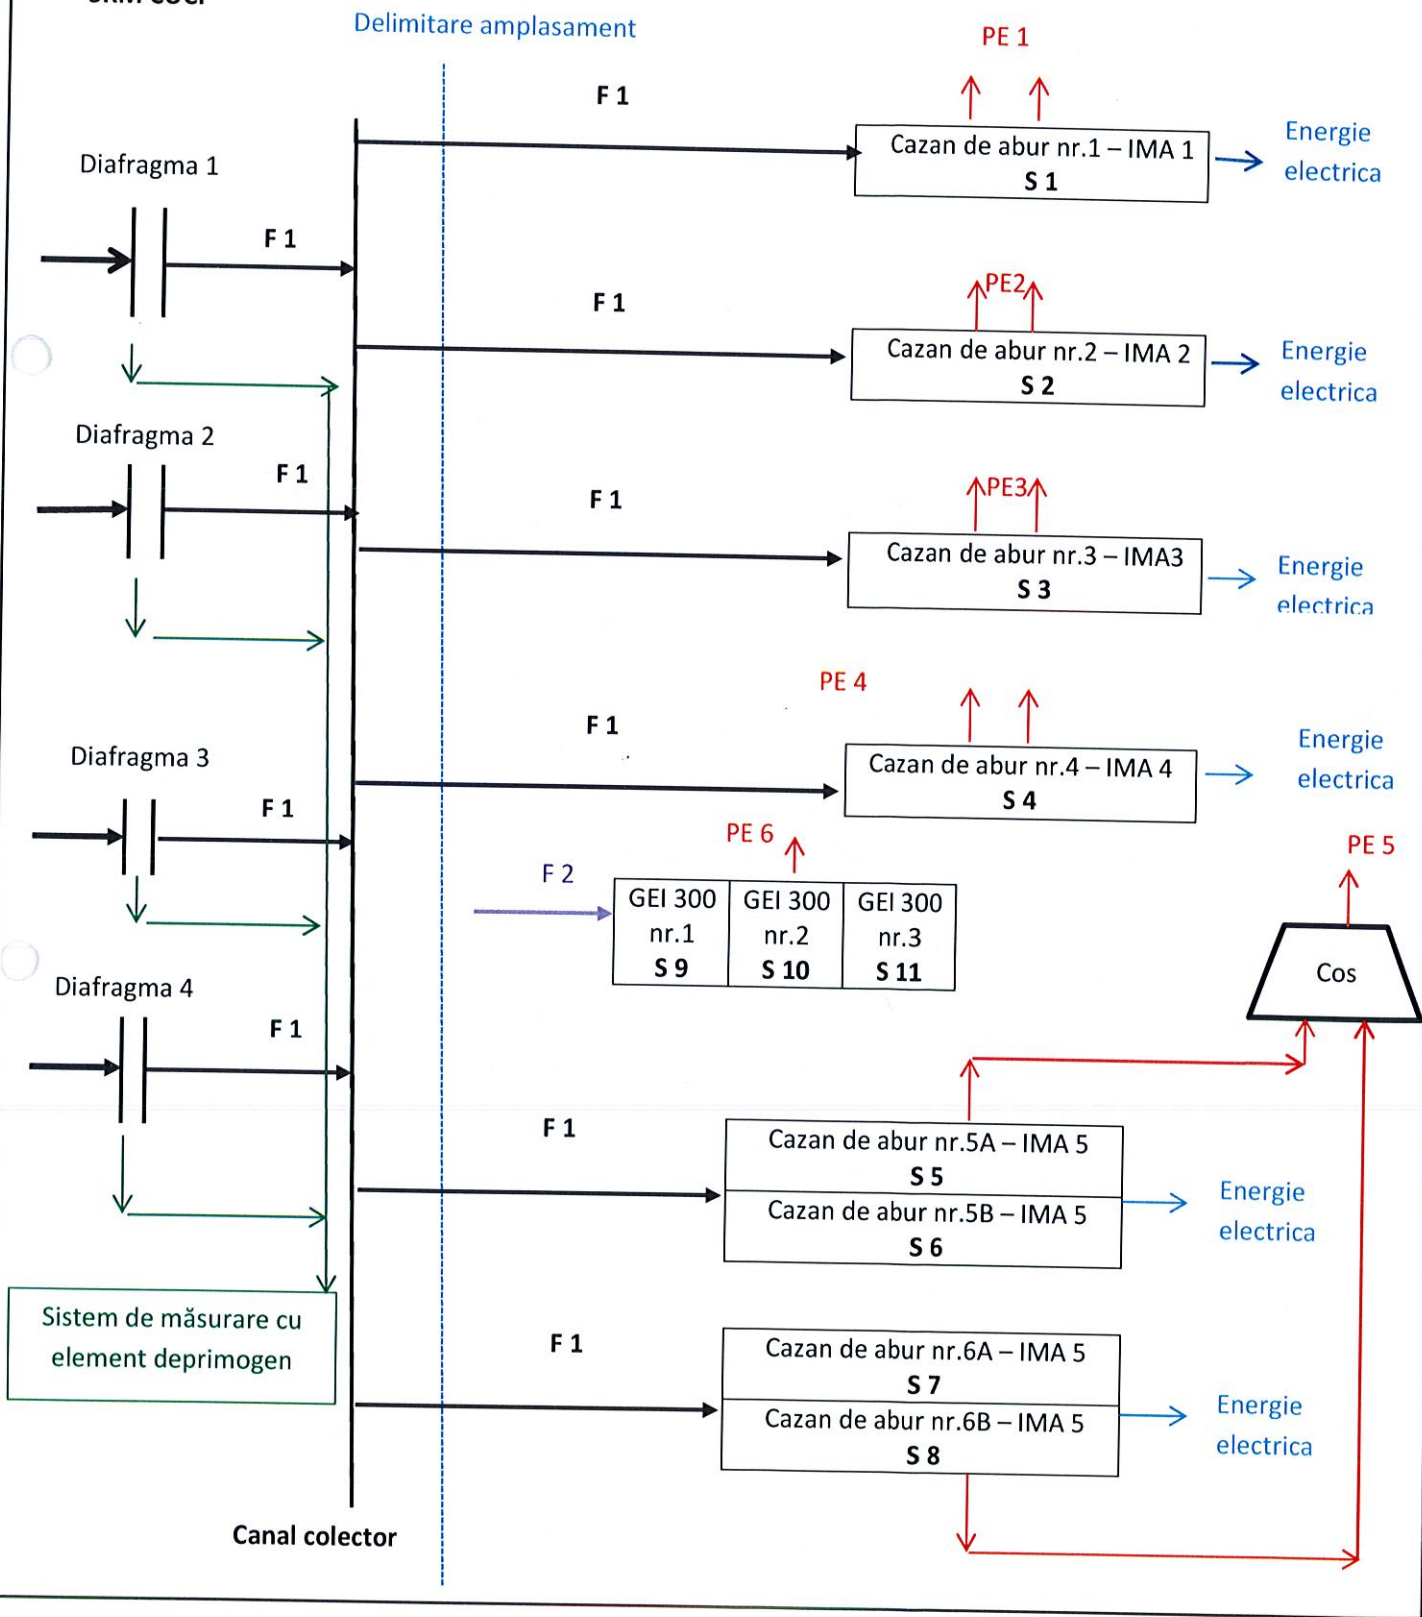 Delimitare amplasament
PE 1
F 1
Cazan de abur nr.1 – IMA 1
S 1
Energie
electrica
Diafragma 1
F 1
PE2
F 1
Cazan de abur nr.2 – IMA 2
S 2
Energie
electrica
Diafragma 2
F 1
PE3
F 1
Cazan de abur nr.3 – IMA3
S 3
Energie
electrica
PE 4
F 1
Cazan de abur nr.4 – IMA 4
S 4
Energie
electrica
Diafragma 3
F 1
PE 6
F 2
GEI 300
nr.1
S 9
GEI 300
nr.2
S 10
GEI 300
nr.3
S 11
PE 5
Cos
Diafragma 4
F 1
F 1
Cazan de abur nr.5A – IMA 5
S 5
Cazan de abur nr.5B – IMA 5
S 6
Energie
electrica
Sistem de măsurare cu
element deprimogen
F 1
Cazan de abur nr.6A – IMA 5
S 7
Cazan de abur nr.6B – IMA 5
S 8
Energie
electrica
Canal colector